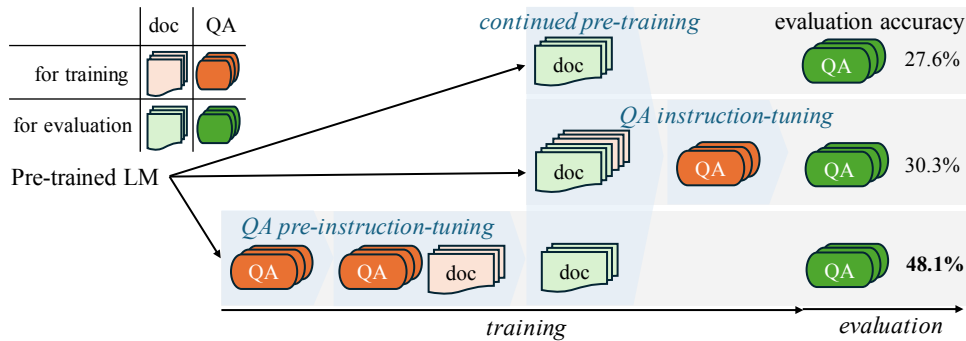 doc QA
for training
for evaluation
Pre-trained LM
continued pre-training
evaluation accuracy
doc
QA
27.6%
QA instruction-tuning
doc
QA
QA
30.3%
QA pre-instruction-tuning
QA
QA
doc
doc
QA
48.1%
training
evaluation